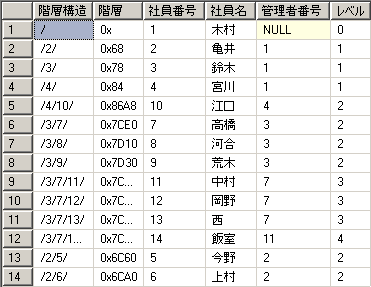 階層構造 階層 社員番号 社員名 管理者番号 レベル
1 / 0x 1 木村 NULL 0
2 /2/ 0x68 2 亀井 1 1
3 /3/ 0x78 3 鈴木 1 1
4 /4/ 0x84 4 宮川 1 1
5 /4/10/ 0x86A8 10 江口 4 2
6 /3/7/ 0x7CE0 7 高橋 3 2
7 /3/8/ 0x7D10 8 河合 3 2
8 /3/9/ 0x7D30 9 荒木 3 2
9 /3/7/11/ 0x7C... 11 中村 7 3
10 /3/7/12/ 0x7C... 12 岡野 7 3
11 /3/7/13/ 0x7C... 13 西 7 3
12 /3/7/1... 0x7C... 14 飯室 11 4
13 /2/5/ 0x6C60 5 今野 2 2
14 /2/6/ 0x6CA0 6 上村 2 2